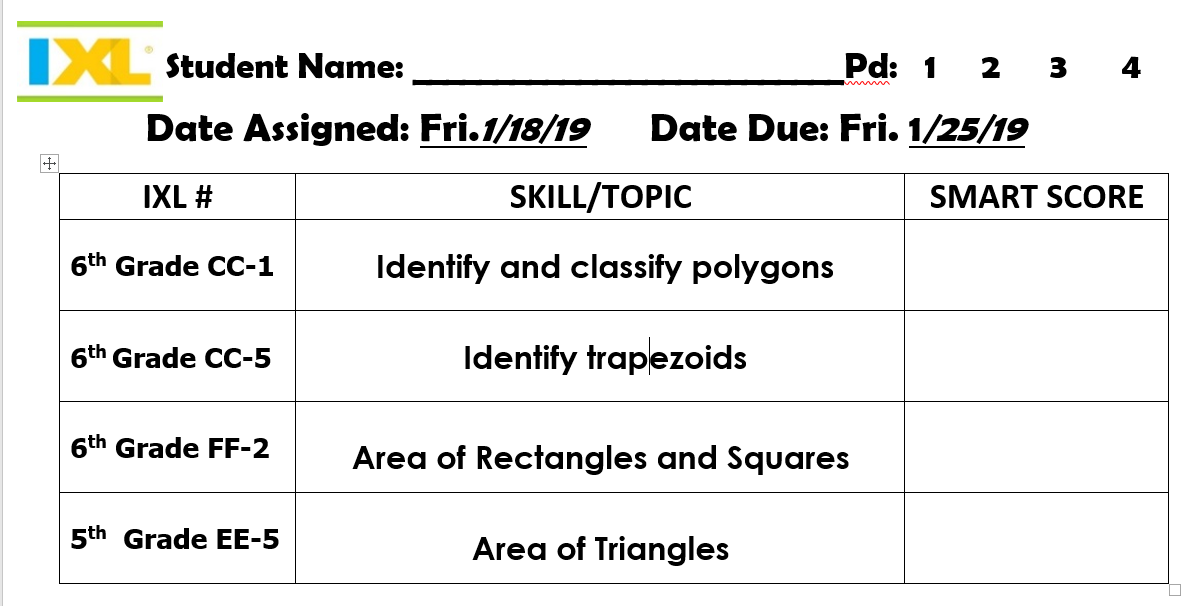 IXL® Student Name: ______________________Pd: 1 2 3 4
Date Assigned: Fri.1/18/19 Date Due: Fri. 1/25/19
IXL # SKILL/TOPIC SMART SCORE
6th Grade CC-1 Identify and classify polygons
6th Grade CC-5 Identify trapezoids
6th Grade FF-2 Area of Rectangles and Squares
5th Grade EE-5 Area of Triangles